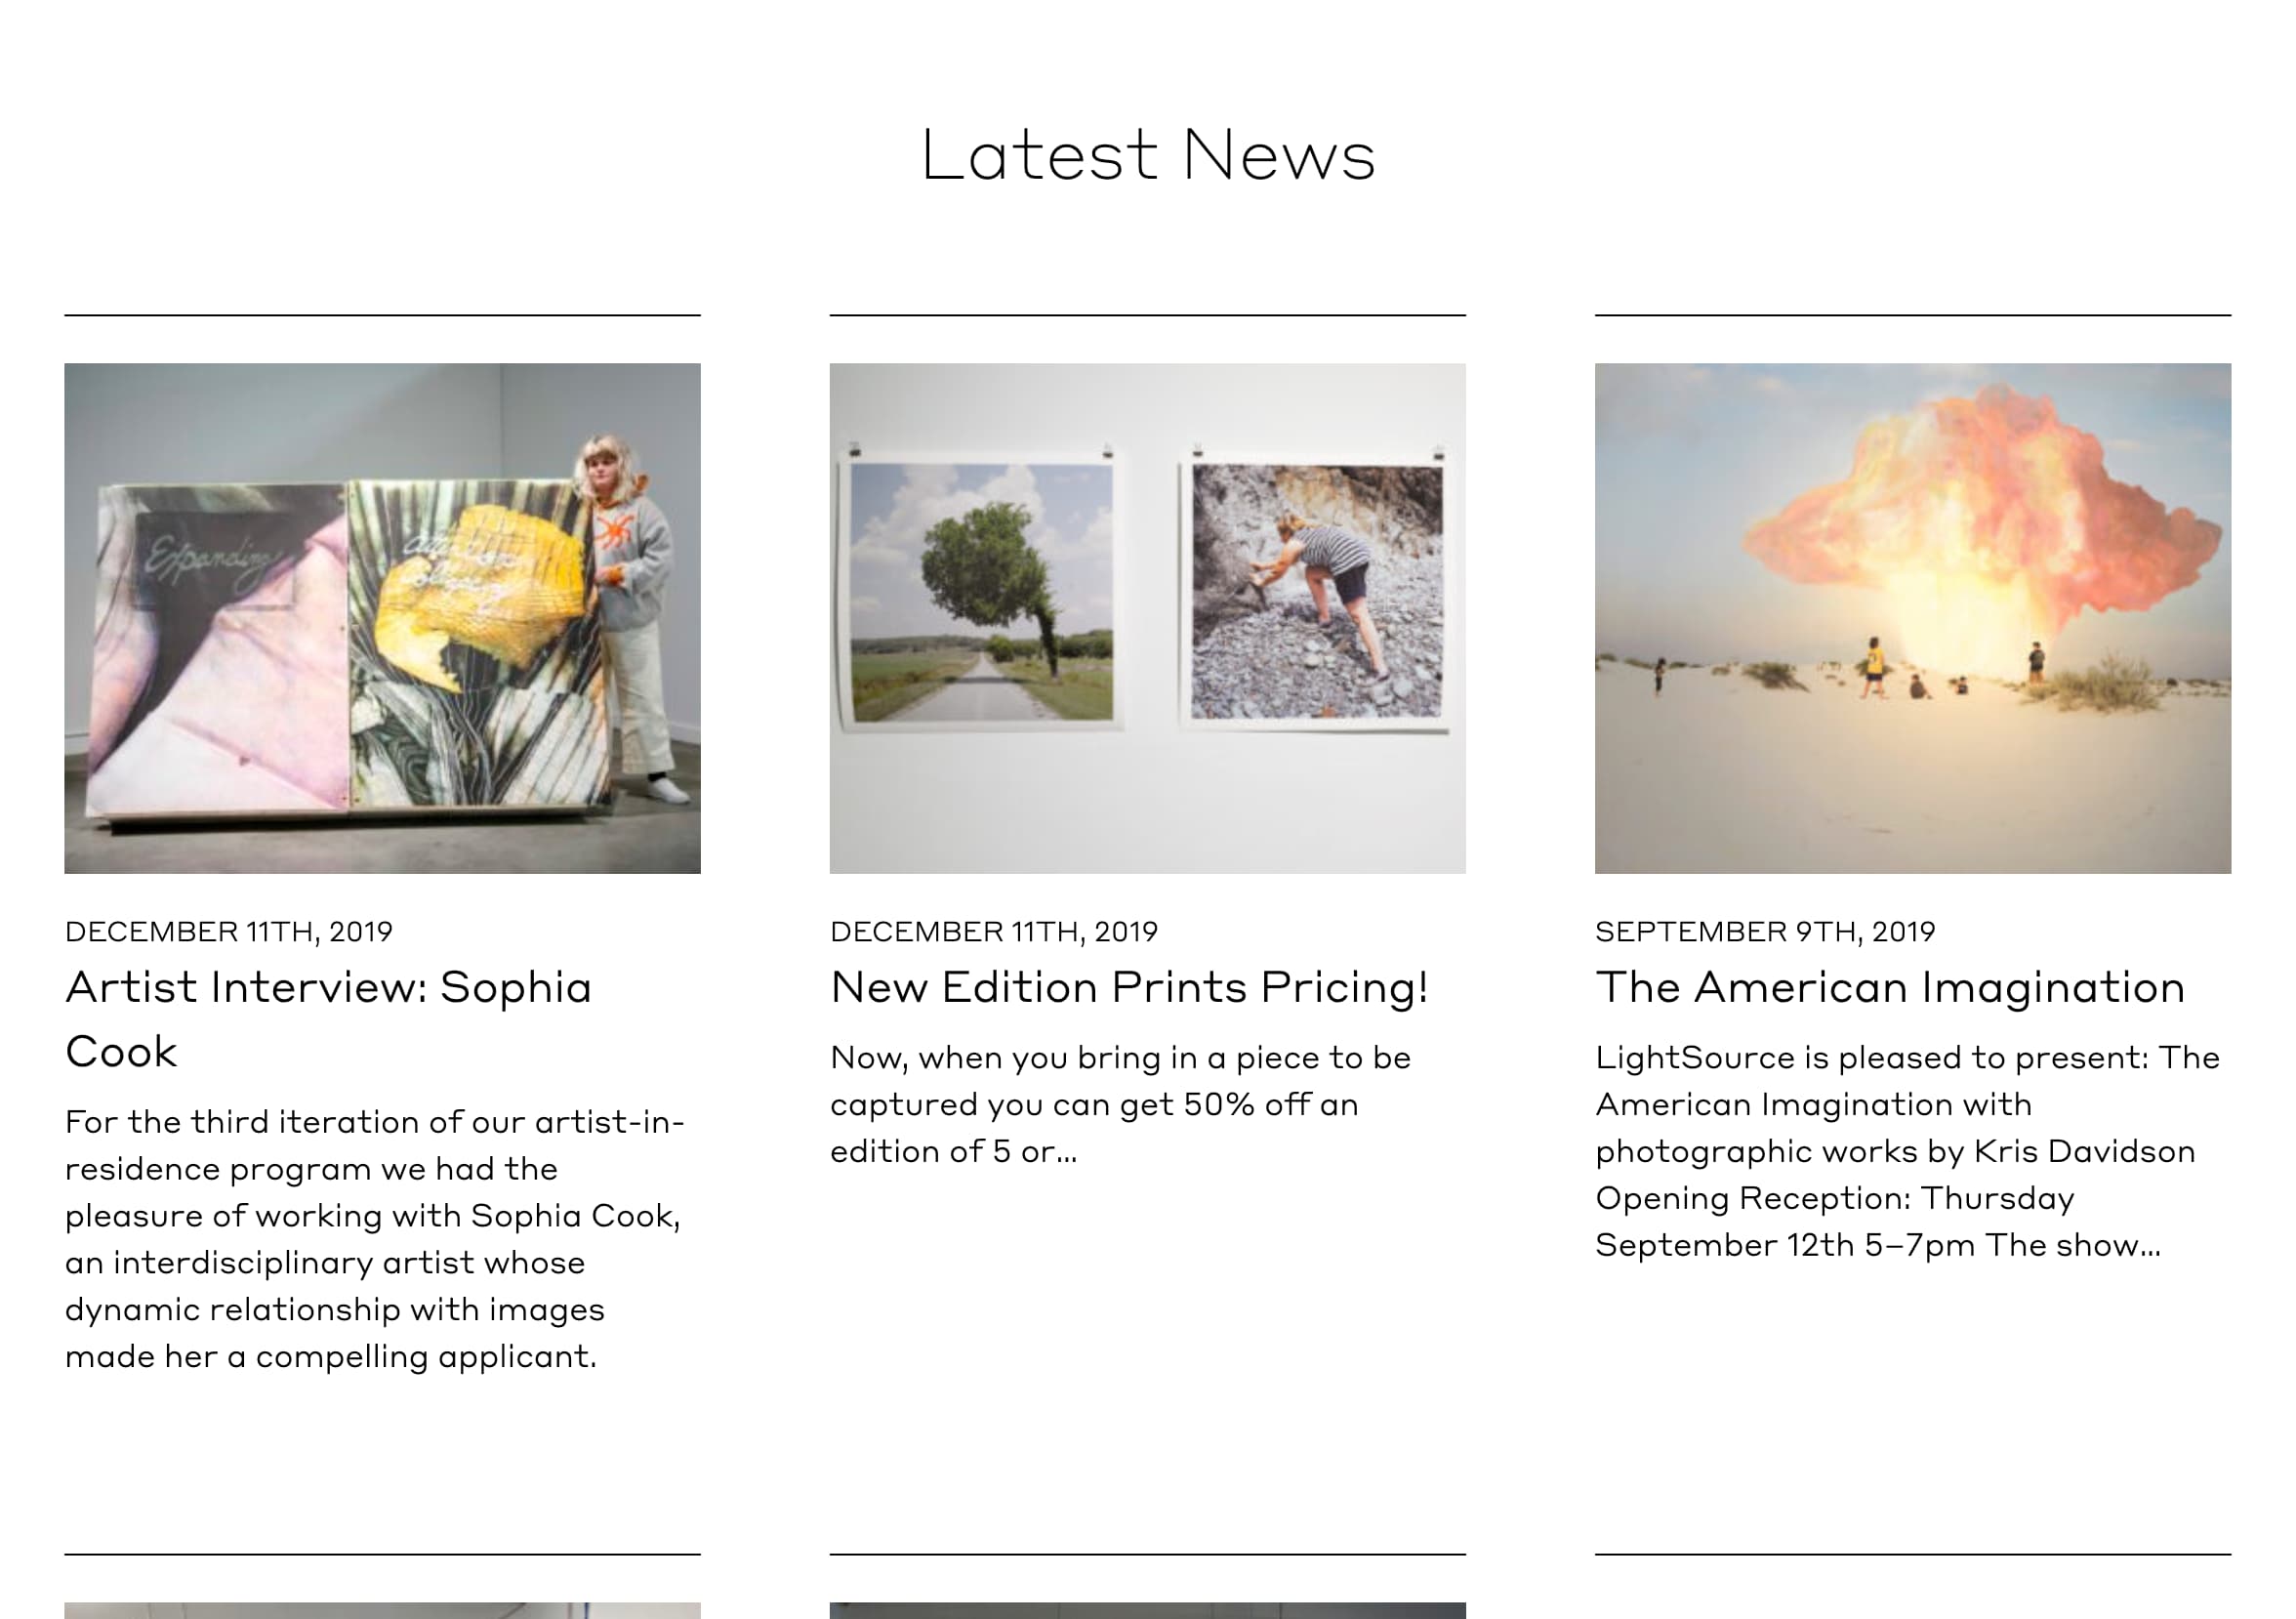 Latest News
Expanding
DECEMBER 11TH, 2019
Artist Interview: Sophia
Cook
For the third iteration of our artist-in-
residence program we had the
pleasure of working with Sophia Cook,
an interdisciplinary artist whose
dynamic relationship with images
made her a compelling applicant.
DECEMBER 11TH, 2019
New Edition Prints Pricing!
Now, when you bring in a piece to be
captured you can get 50% off an
edition of 5 or...
SEPTEMBER 9TH, 2019
The American Imagination
LightSource is pleased to present: The
American Imagination with
photographic works by Kris Davidson
Opening Reception: Thursday
September 12th 5–7pm The show...